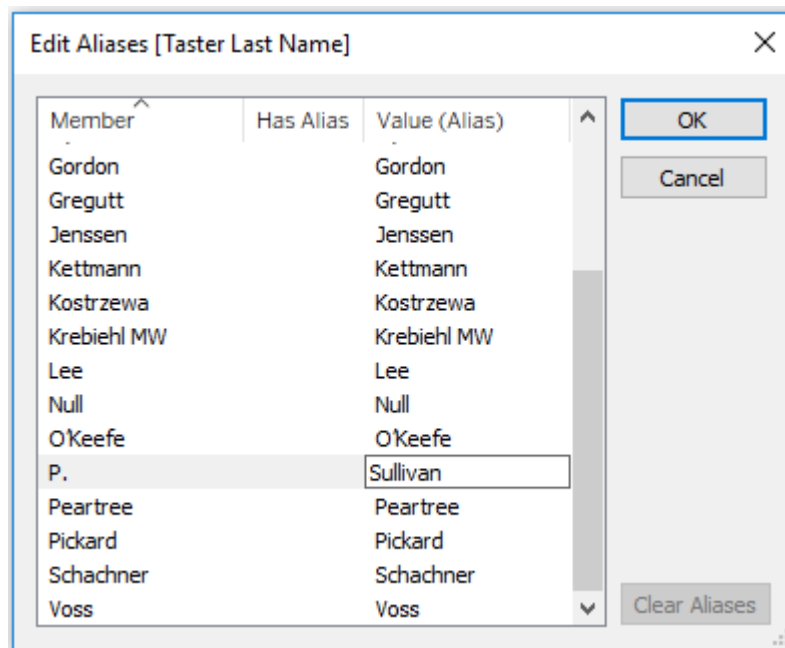 Edit Aliases [Taster Last Name]
Member Has Alias Value (Alias)
OK
Gordon Gordon
Cancel
Gregutt Gregutt
Jenssen Jenssen
Kettmann Kettmann
Kostrzewa Kostrzewa
Krebiehl MW Krebiehl MW
Lee Lee
Null Null
O'Keefe O'Keefe
P. Sullivan
Peartree Peartree
Pickard Pickard
Schachner Schachner
Voss Voss
Clear Aliases